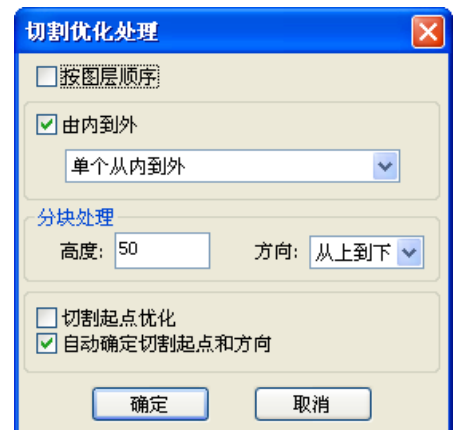 切割优化处理
按图层顺序
由内到外
单个从内到外
分块处理
高度: 50 方向: 从上到下
切割起点优化
自动确定切割起点和方向
确定 取消